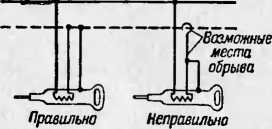 Возможные
места
обрыва
Правильно
Неправильно